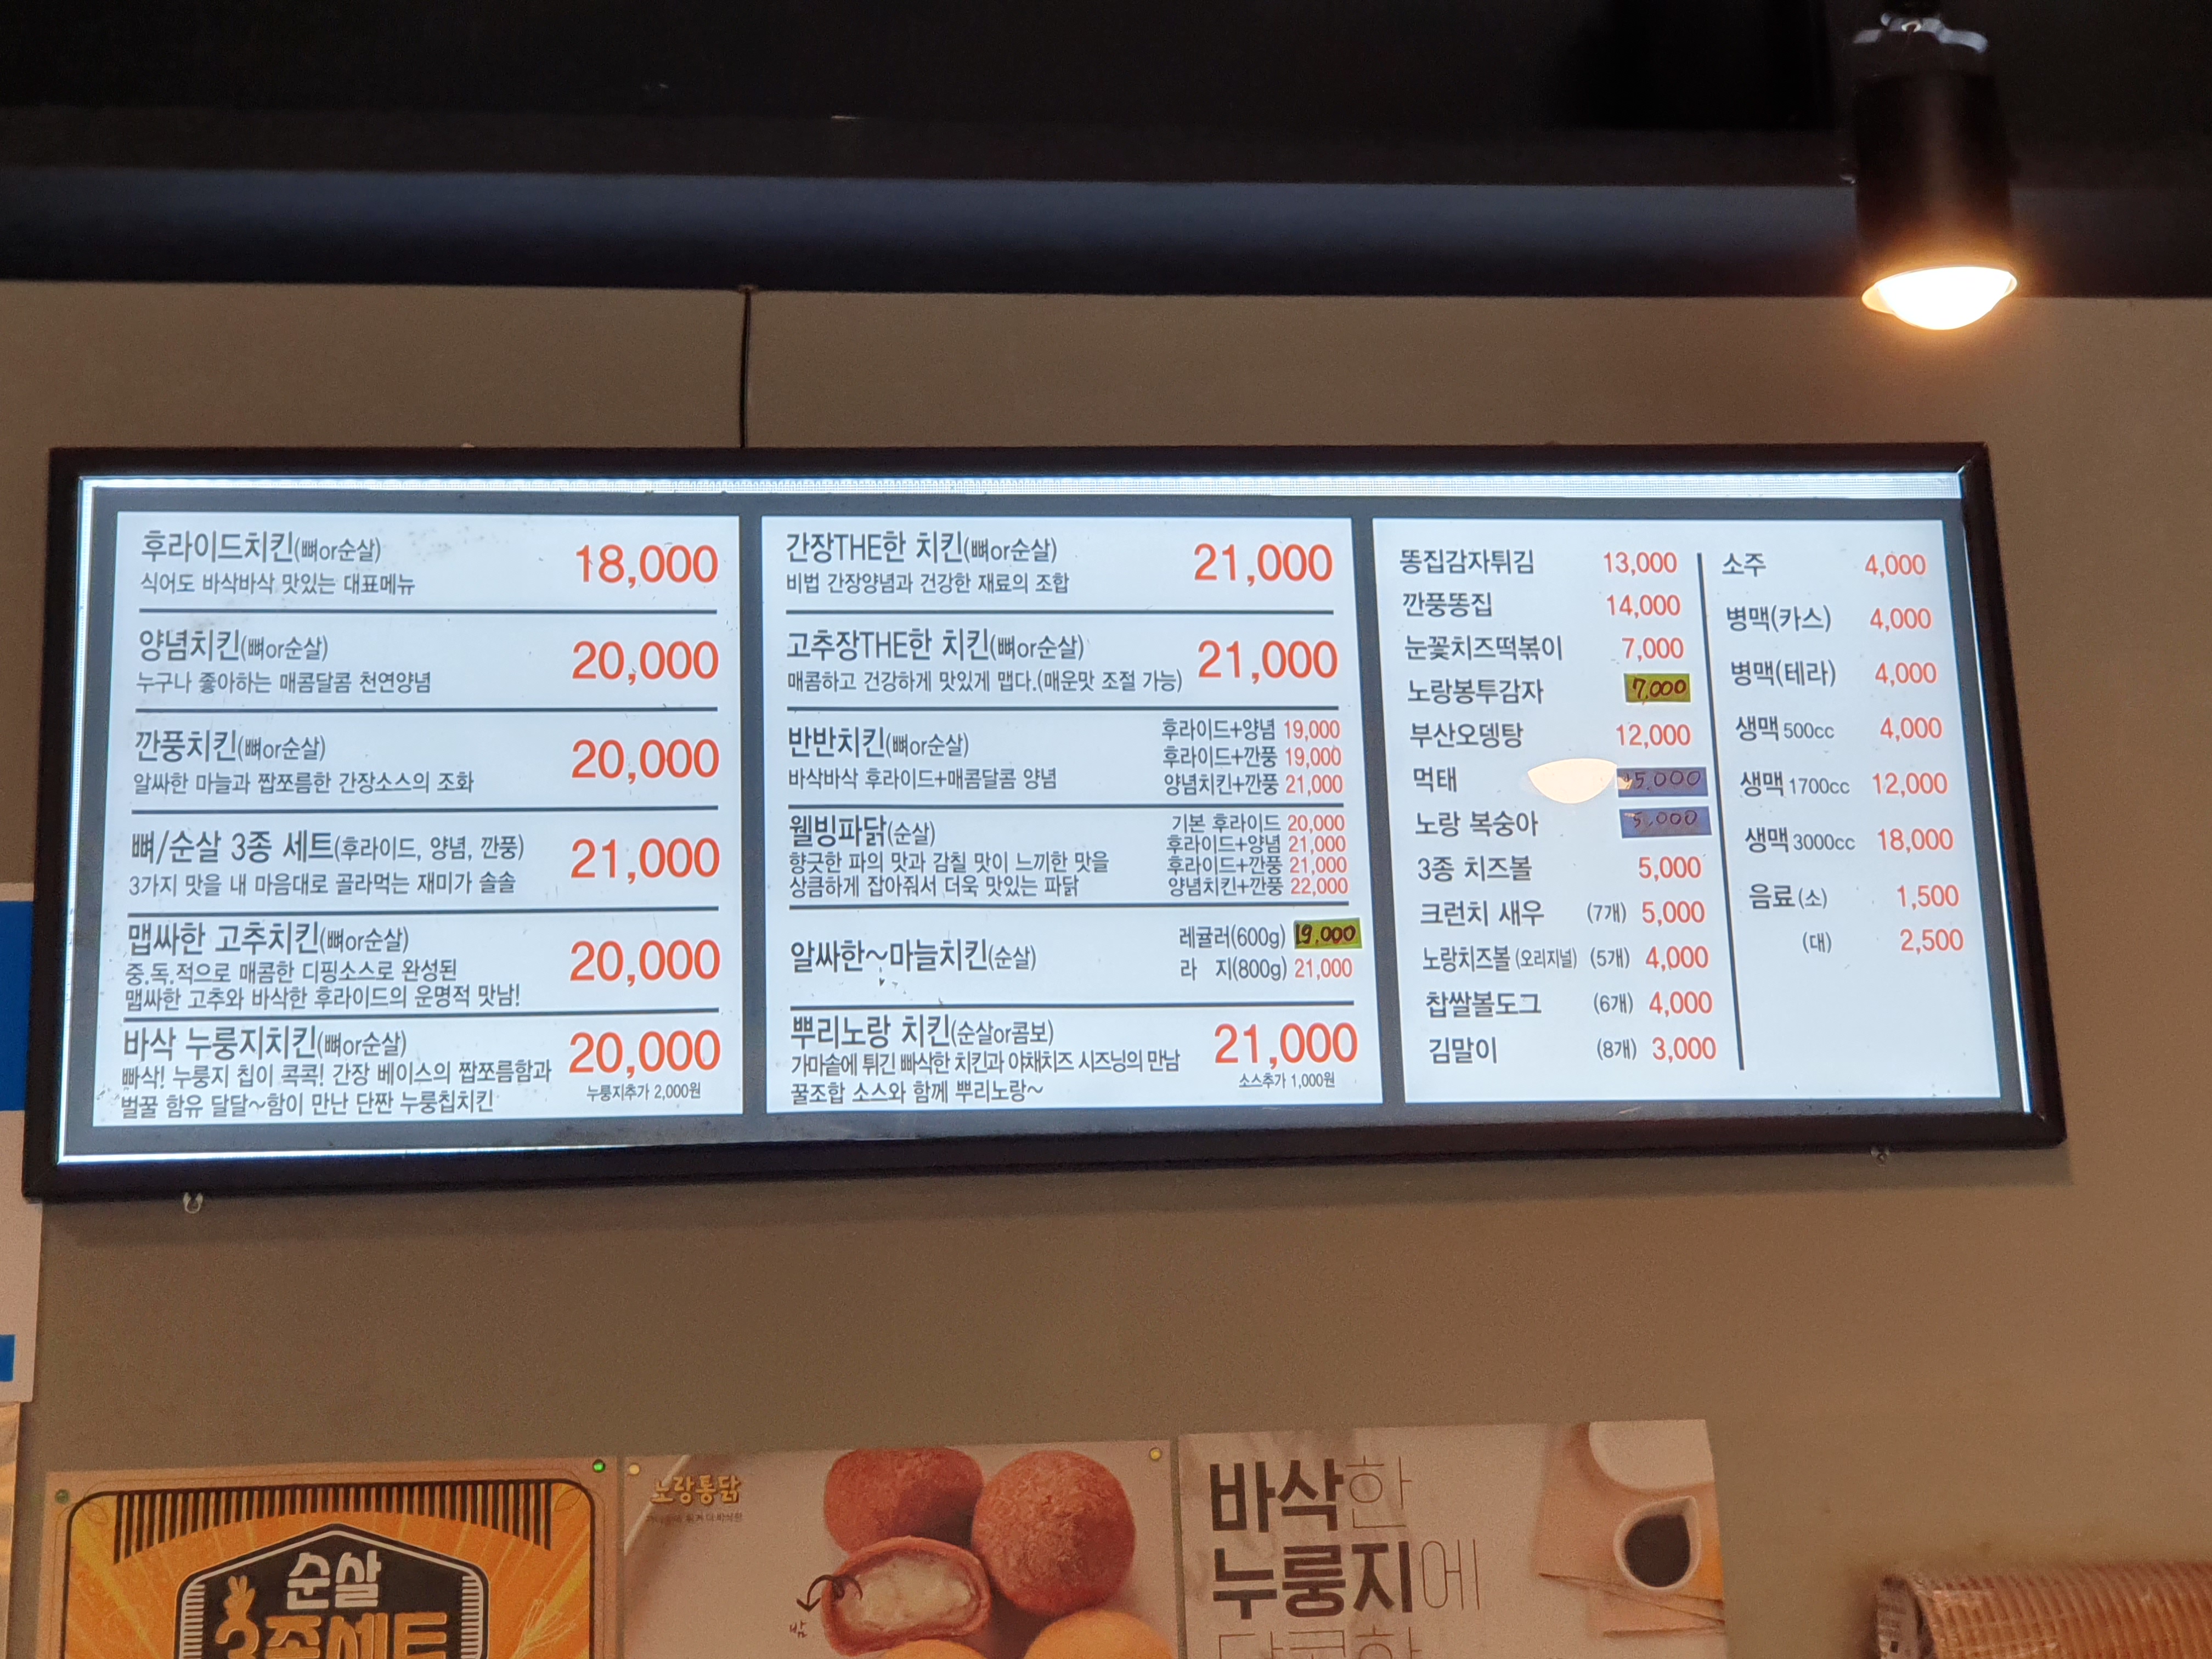 후라이드치킨(뼈or순살) 18,000
식어도 바삭바삭 맛있는 대표메뉴
양념치킨(뼈or순살) 20,000
누구나 좋아하는 매콤달콤 천연양념
깐풍치킨(뼈or순살) 20,000
알싸한 마늘과 짭쪼름한 간장소스의 조화
뼈/순살 3종 세트(후라이드, 양념, 깐풍) 21,000
3가지 맛을 내 마음대로 골라먹는 재미가 솔솔
맵싸한 고추치킨(뼈or순살) 20,000
중.독.적으로 매콤한 디핑소스로 완성된
맵싸한 고추와 바삭한 후라이드의 운명적 맛남!
바삭 누룽지치킨(뼈or순살) 20,000
빠삭! 누룽지 칩이 콕콕! 간장 베이스의 짭쪼름함과
벌꿀 함유 달달~함이 만난 단짠 누룽칩치킨
누룽지추가 2,000원
간장THE한 치킨(뼈or순살) 21,000
비법 간장양념과 건강한 재료의 조합
고추장THE한 치킨(뼈or순살) 21,000
매콤하고 건강하게 맛있게 맵다.(매운맛 조절 가능)
반반치킨(뼈or순살)
바삭바삭 후라이드+매콤달콤 양념
후라이드+양념 19,000
후라이드+깐풍 19,000
양념치킨+깐풍 21,000
웰빙파닭(순살)
향긋한 파의 맛과 감칠 맛이 느끼한 맛을
상큼하게 잡아줘서 더욱 맛있는 파닭
기본 후라이드 20,000
후라이드+양념 21,000
후라이드+깐풍 21,000
양념치킨+깐풍 22,000
알싸한~마늘치킨(순살)
레귤러(600g) 19,000
라 지(800g) 21,000
뿌리노랑 치킨(순살or콤보) 21,000
가마솥에 튀긴 빠삭한 치킨과 야채치즈 시즈닝의 만남
꿀조합 소스와 함께 뿌리노랑~
소스추가 1,000원
똥집감자튀김 13,000
깐풍똥집 14,000
눈꽃치즈떡볶이 7,000
노랑봉투감자 7,000
부산오뎅탕 12,000
먹태
노랑 복숭아 5,000
3종 치즈볼 5,000
크런치 새우 (7개) 5,000
노랑치즈볼 (오리지널) (5개) 4,000
찹쌀볼도그 (6개) 4,000
김말이 (8개) 3,000
소주 4,000
병맥(카스) 4,000
병맥(테라) 4,000
생맥 500cc 4,000
생맥 1700cc 12,000
생맥 3000cc 18,000
음료(소) 1,500
(대) 2,500
순살
3종세트
노랑통닭
밤
바삭한
누룽지에